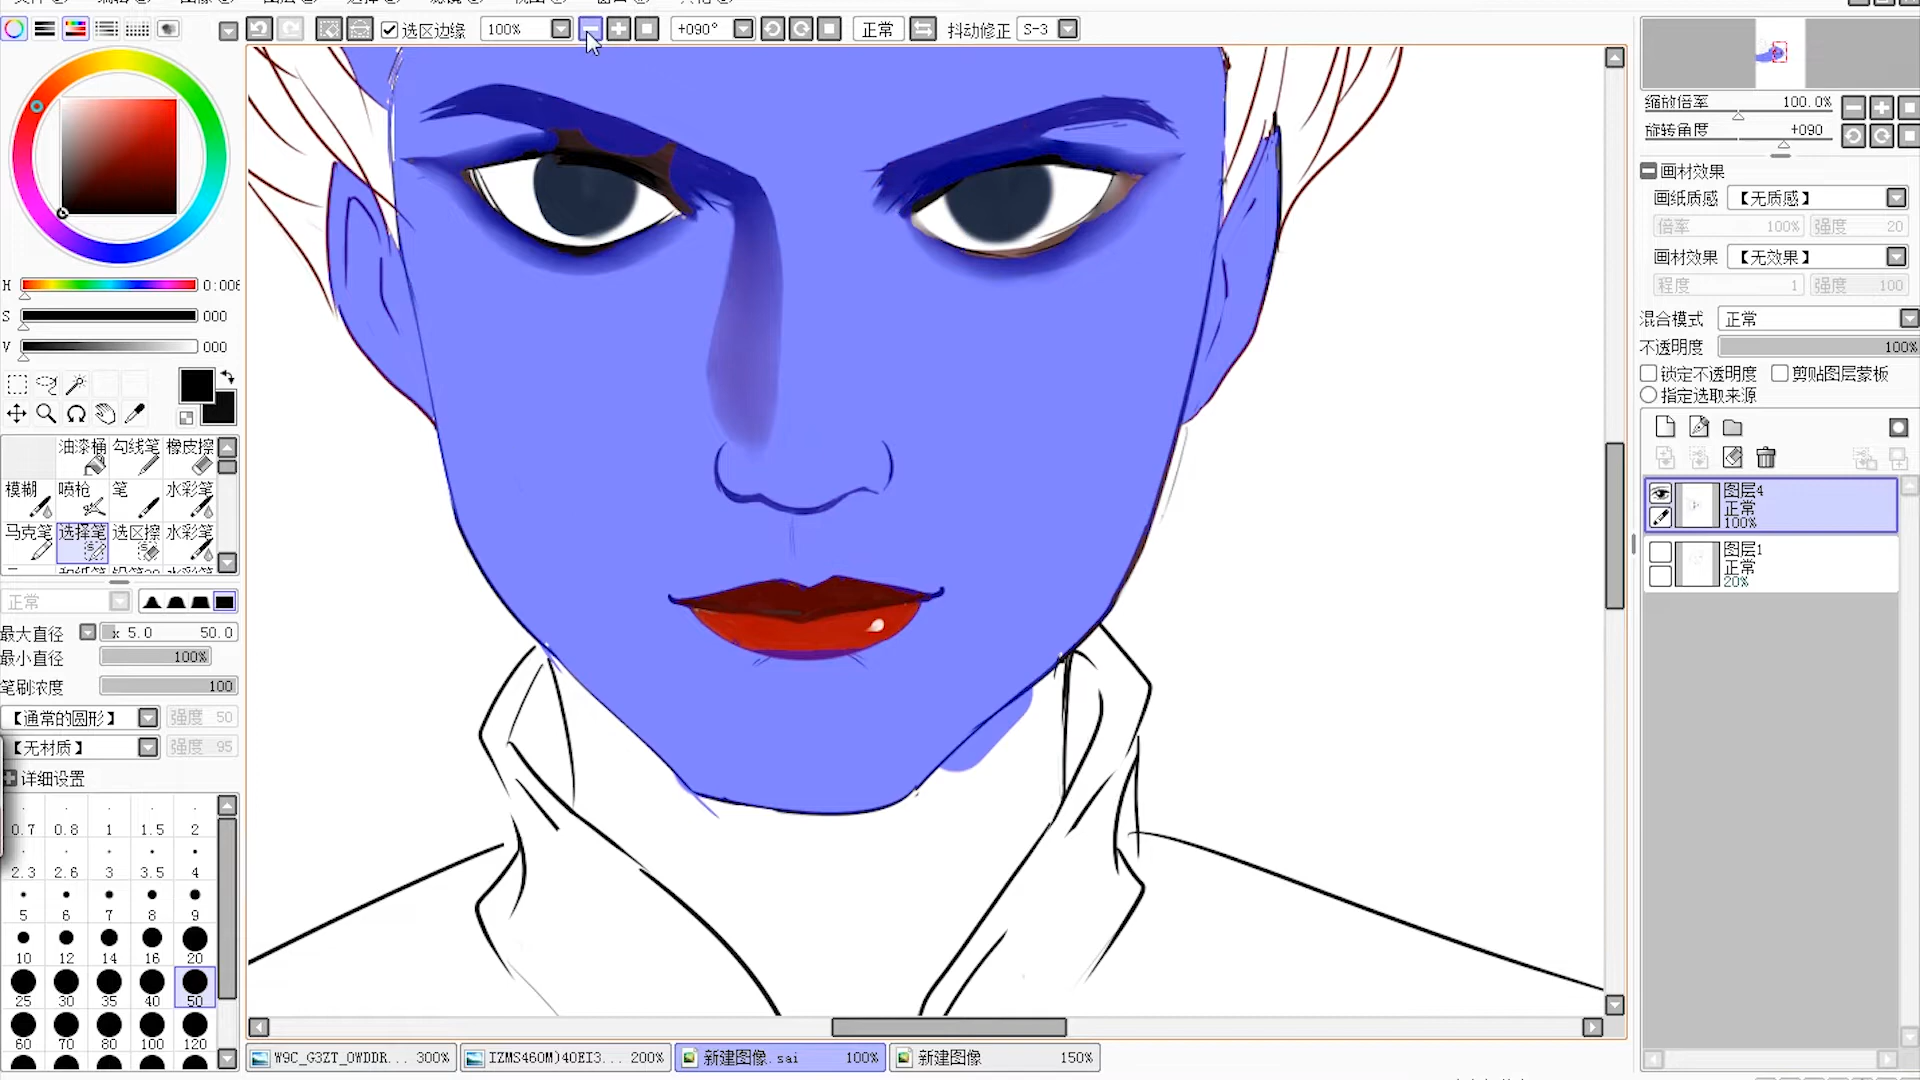 选区边缘 100% +090° 正常 抖动修正 S-3
缩放倍率 100.0%
旋转角度 +090
画材效果
画纸质感 【无质感】
倍率 100% 强度 20
画材效果 【无效果】
程度 1 强度 100
混合模式 正常
不透明度 100%
锁定不透明度 剪贴图层蒙板
指定选取来源
图层4
正常
100%
图层1
正常
20%
H
S 000
V 000
油漆桶 勾线笔 橡皮擦
模糊 喷枪 笔 水彩笔
马克笔 选择笔 选区擦 水彩笔
正常
最大直径 x 5.0 50.0
最小直径 100%
笔刷浓度 100
【通常的圆形】 强度 50
【无材质】 强度 95
详细设置
0.7 0.8 1 1.5 2
2.3 2.6 3 3.5 4
5 6 7 8 9
10 12 14 16 20
25 30 35 40 50
60 70 80 100 120
W9C_G3ZT_0WDDR... 300% IZMS460M)40EI3... 200% 新建图像.sai 100% 新建图像 150%